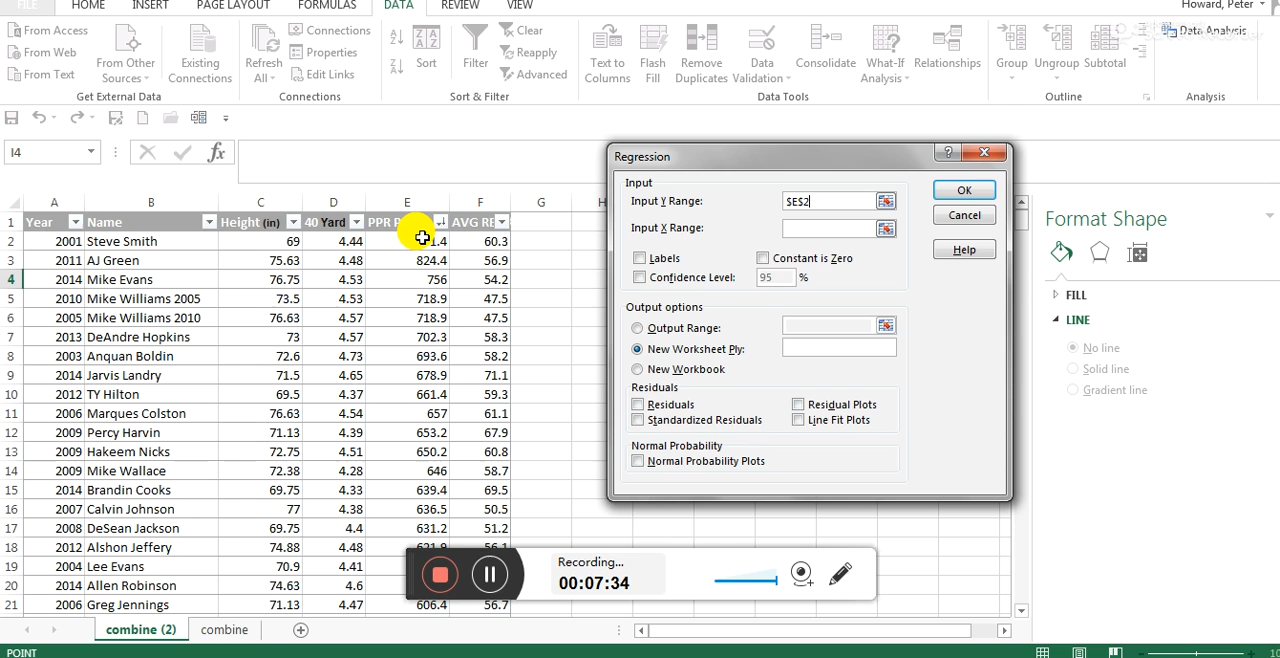 FILE HOME INSERT PAGE LAYOUT FORMULAS DATA REVIEW VIEW Howard, Peter
From Access
From Web
From Text
From Other
Sources
Existing
Connections
Get External Data
Refresh
All
Connections
Properties
Edit Links
Connections
Sort
Filter
Clear
Reapply
Advanced
Sort & Filter
Text to
Columns
Flash
Fill
Remove
Duplicates
Data
Validation
Consolidate
What-If
Analysis
Relationships
Data Tools
Group
Ungroup
Subtotal
Outline
Data Analysis
Analysis
I4
fx
A B C D E F G H
1 Year Name Height (in) 40 Yard PPR P AVG RE
2 2001 Steve Smith 69 4.44 1.4 60.3
3 2011 AJ Green 75.63 4.48 824.4 56.9
4 2014 Mike Evans 76.75 4.53 756 54.2
5 2010 Mike Williams 2005 73.5 4.53 718.9 47.5
6 2005 Mike Williams 2010 76.63 4.57 718.9 47.5
7 2013 DeAndre Hopkins 73 4.57 702.3 58.3
8 2003 Anquan Boldin 72.6 4.73 693.6 58.2
9 2014 Jarvis Landry 71.5 4.65 678.9 71.1
10 2012 TY Hilton 69.5 4.37 661.4 59.3
11 2006 Marques Colston 76.63 4.54 657 61.1
12 2009 Percy Harvin 71.13 4.39 653.2 67.9
13 2009 Hakeem Nicks 72.75 4.51 650.2 60.8
14 2009 Mike Wallace 72.38 4.28 646 58.7
15 2014 Brandin Cooks 69.75 4.33 639.4 69.5
16 2007 Calvin Johnson 77 4.38 636.5 50.5
17 2008 DeSean Jackson 69.75 4.4 631.2 51.2
18 2012 Alshon Jeffery 74.88 4.48 621.9 56.1
19 2004 Lee Evans 70.9 4.41
20 2014 Allen Robinson 74.63 4.6
21 2006 Greg Jennings 71.13 4.47 606.4 56.7
Regression
?
Input
Input Y Range: $E$2
Input X Range:
Labels
Constant is Zero
Confidence Level: 95 %
Output options
Output Range:
New Worksheet Ply:
New Workbook
Residuals
Residuals
Residual Plots
Standardized Residuals
Line Fit Plots
Normal Probability
Normal Probability Plots
OK
Cancel
Help
Format Shape
FILL
LINE
No line
Solid line
Gradient line
Recording...
00:07:34
combine (2) combine
POINT
10